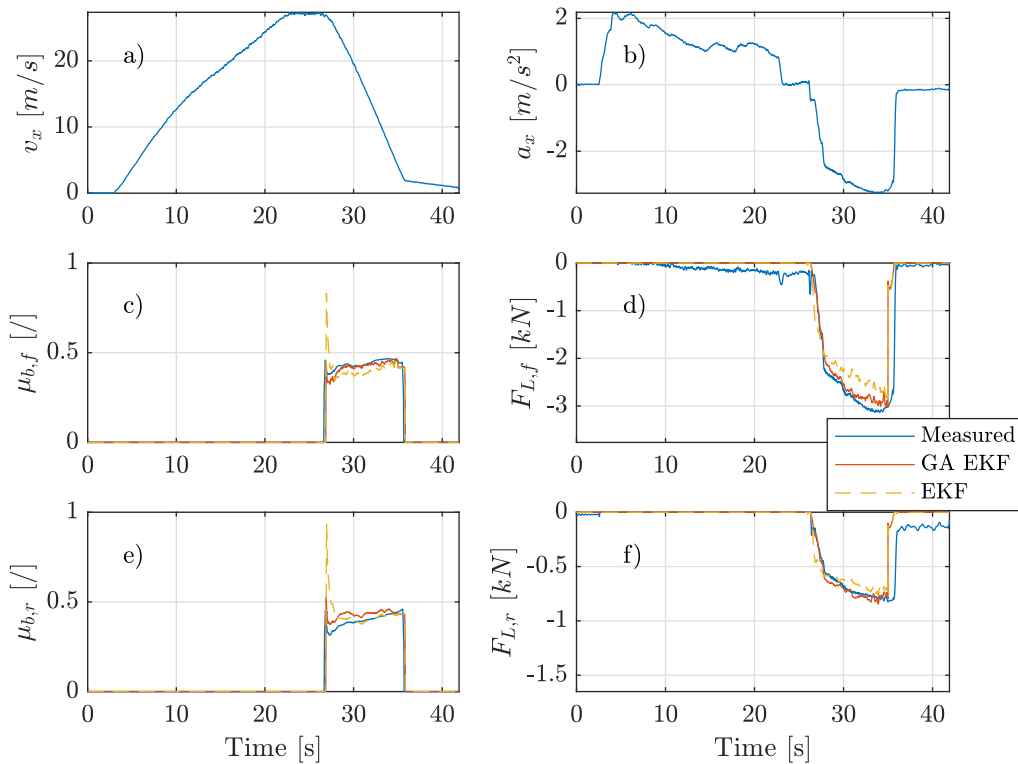 a)
v_x [m/s]
20
10
0
0 10 20 30 40
b)
a_x [m/s²]
2
0
-2
0 10 20 30 40
c)
μ_{b,f} [/]
1
0.5
0
0 10 20 30 40
d)
F_{L,f} [kN]
0
-1
-2
-3
0 10 20 30 40
Measured
GA EKF
EKF
e)
μ_{b,r} [/]
1
0.5
0
0 10 20 30 40
Time [s]
f)
F_{L,r} [kN]
0
-0.5
-1
-1.5
0 10 20 30 40
Time [s]